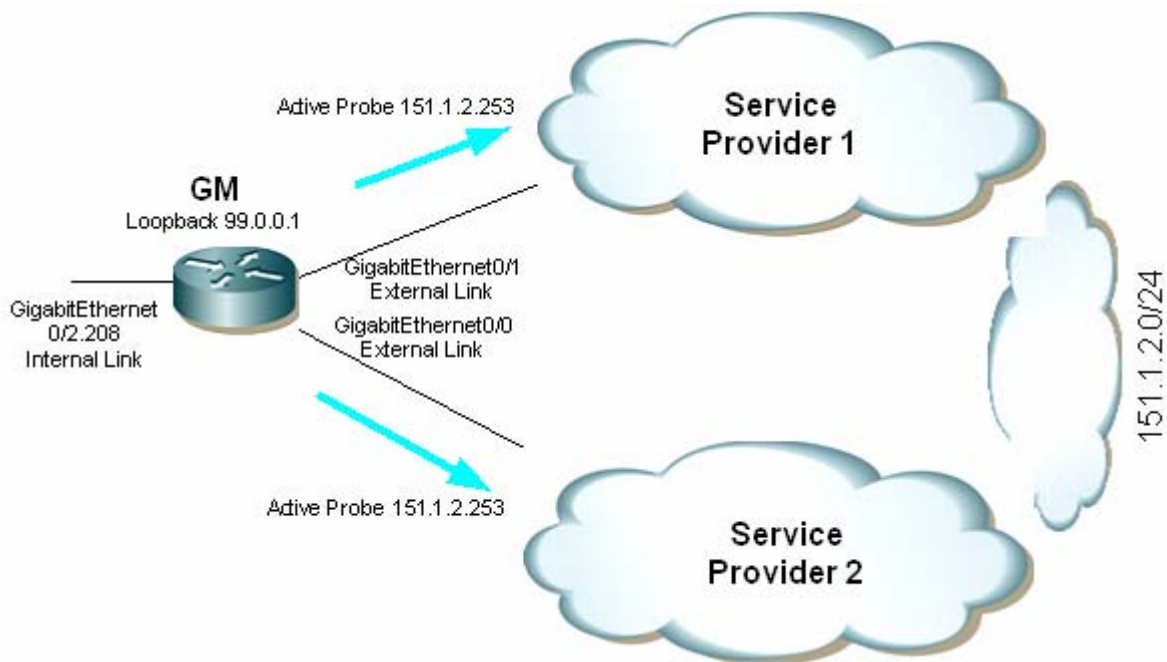 Active Probe 151.1.2.253
Service
Provider 1
GM
Loopback 99.0.0.1
GigabitEthernet0/1
External Link
GigabitEthernet
0/2.208
Internal Link
GigabitEthernet0/0
External Link
151.1.2.0/24
Active Probe 151.1.2.253
Service
Provider 2